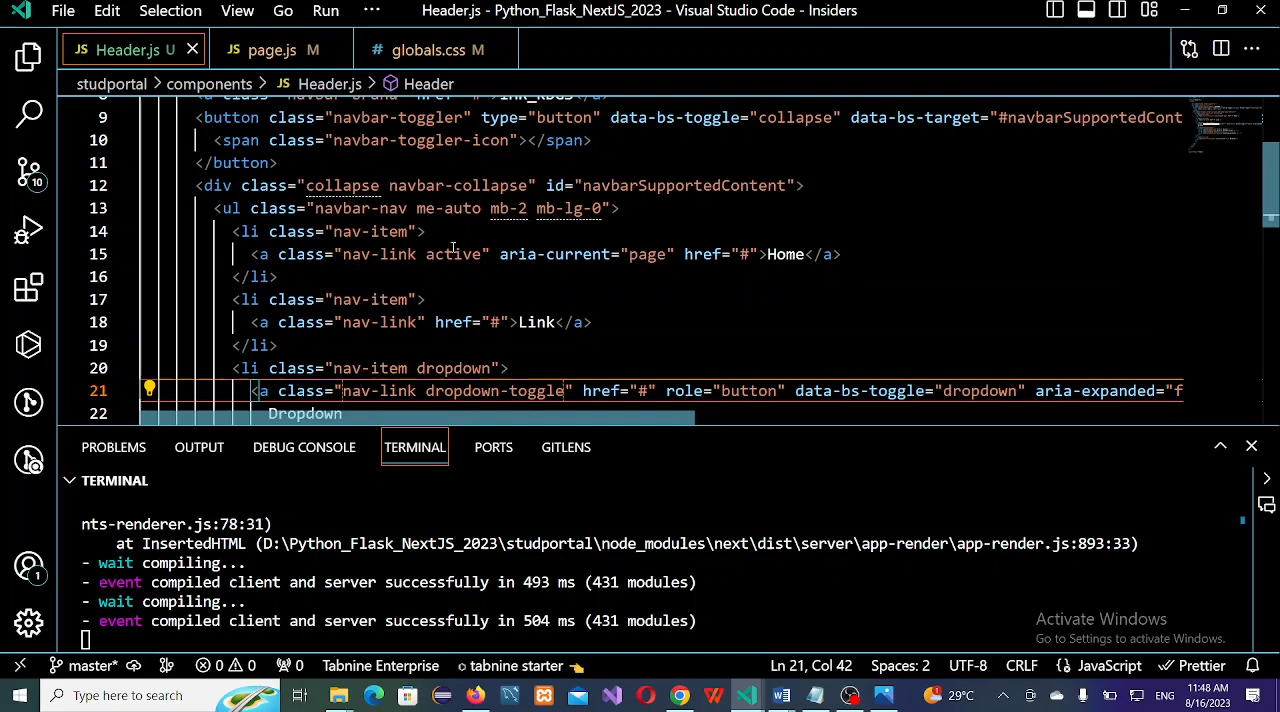 File Edit Selection View Go Run ··· Header.js - Python_Flask_NextJS_2023 - Visual Studio Code - Insiders
JS Header.js U JS page.js M # globals.css M
studportal > components > JS Header.js > Header
9 <button class="navbar-toggler" type="button" data-bs-toggle="collapse" data-bs-target="#navbarSupportedCont
10 <span class="navbar-toggler-icon"></span>
11 </button>
12 <div class="collapse navbar-collapse" id="navbarSupportedContent">
13 <ul class="navbar-nav me-auto mb-2 mb-lg-0">
14 <li class="nav-item">
15 <a class="nav-link active" aria-current="page" href="#">Home</a>
16 </li>
17 <li class="nav-item">
18 <a class="nav-link" href="#">Link</a>
19 </li>
20 <li class="nav-item dropdown">
21 <a class="nav-link dropdown-toggle" href="#" role="button" data-bs-toggle="dropdown" aria-expanded="f
22 Dropdown
10
PROBLEMS OUTPUT DEBUG CONSOLE TERMINAL PORTS GITLENS
TERMINAL
nts-renderer.js:78:31)
at InsertedHTML (D:\Python_Flask_NextJS_2023\studportal\node_modules\next\dist\server\app-render\app-render.js:893:33)
- wait compiling...
- event compiled client and server successfully in 493 ms (431 modules)
- wait compiling...
- event compiled client and server successfully in 504 ms (431 modules)
1
Activate Windows
Go to Settings to activate Windows.
master* 0 0 0 Tabnine Enterprise tabnine starter Ln 21, Col 42 Spaces: 2 UTF-8 CRLF JavaScript Prettier
Type here to search 29°C ENG 11:48 AM
8/16/2023